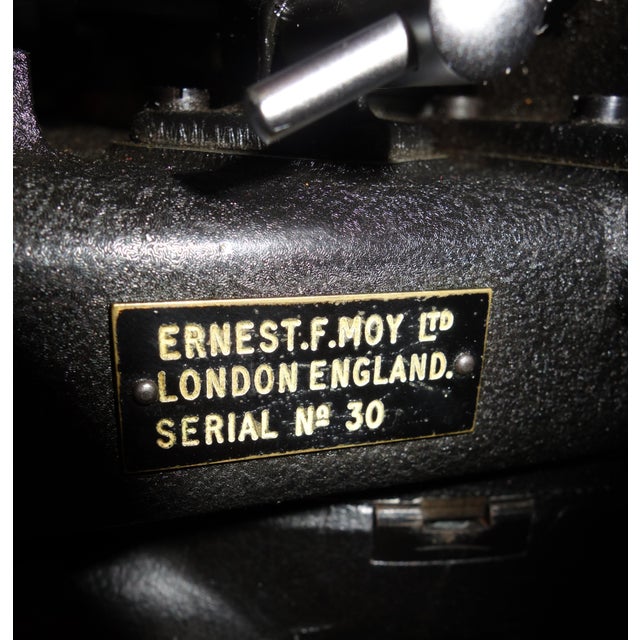 ERNEST.F.MOY LTD
LONDON ENGLAND.
SERIAL Nº 30